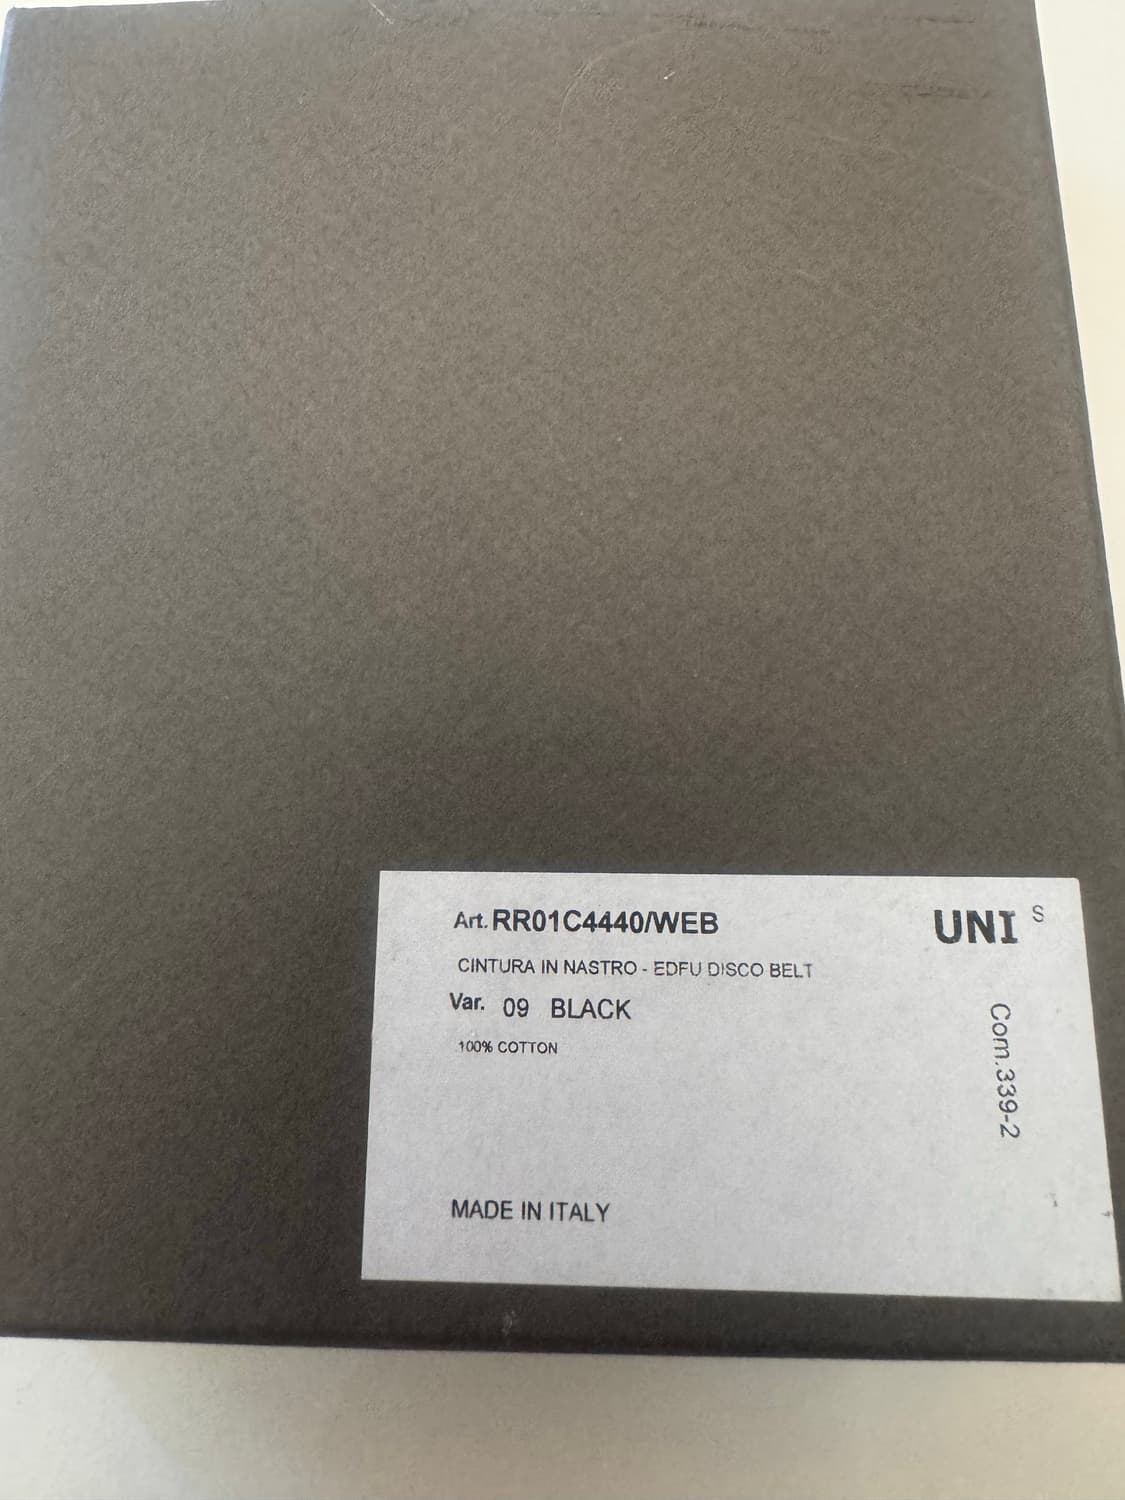 Art. RR01C4440/WEB
UNI S
CINTURA IN NASTRO - EDFU DISCO BELT
Var. 09 BLACK
100% COTTON
Com.339-2
MADE IN ITALY